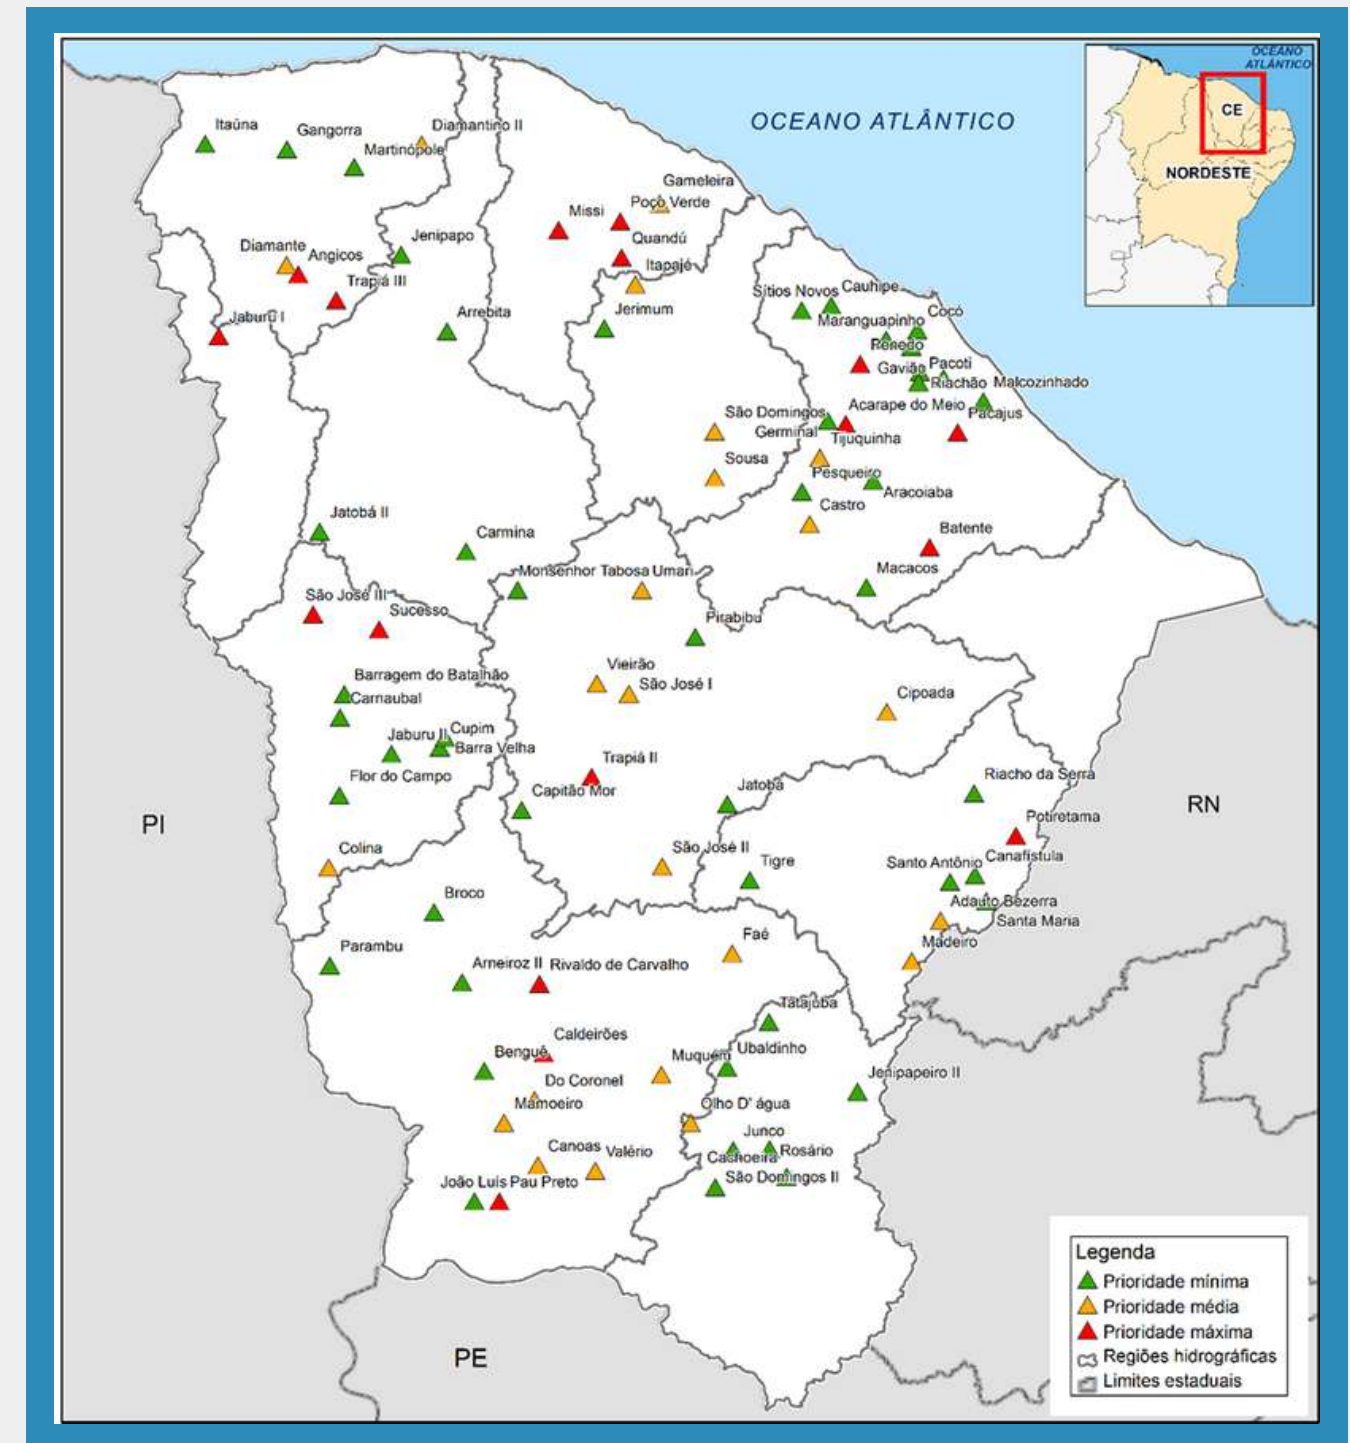 OCEANO
ATLÂNTICO
CE
NORDESTE
OCEANO ATLÂNTICO
Itaúna
Gangorra
Diamantino II
Martinópole
Gameleira
Missi
Poço Verde
Quandú
Itapajé
Jenipapo
Diamante
Angicos
Trapiá III
Jaburu I
Arrebita
Jerimum
Sítios Novos
Cauhipe
Cocó
Maranguapinho
Penedo
Gavião
Pacoti
Riachão
Malcozinhado
Acarape do Meio
Pacajus
São Domingos
Germinal
Tijuquinha
Sousa
Pesqueiro
Aracoiaba
Castro
Batente
Macacos
Jatobá II
Carmina
Monsenhor Tabosa
Umari
São José III
Sucesso
Pirabibu
Barragem do Batalhão
Vieirão
São José I
Carnaubal
Cipoada
Jaburu II
Cupim
Barra Velha
Trapiá II
Flor do Campo
Capitão Mor
Jatobá
Riacho da Serra
PI
RN
Potiretama
Colina
São José II
Tigre
Santo Antônio
Canafístula
Broco
Adauto Bezerra
Santa Maria
Parambu
Faé
Madeiro
Arneiroz II
Rivaldo de Carvalho
Tatajuba
Caldeirões
Benguê
Muquém
Ubaldinho
Do Coronel
Jenipapeiro II
Mamoeiro
Olho D' água
Junco
Canoas
Valério
Cachoeira
Rosário
João Luís
Pau Preto
São Domingos II
PE
Legenda
Prioridade mínima
Prioridade média
Prioridade máxima
Regiões hidrográficas
Limites estaduais